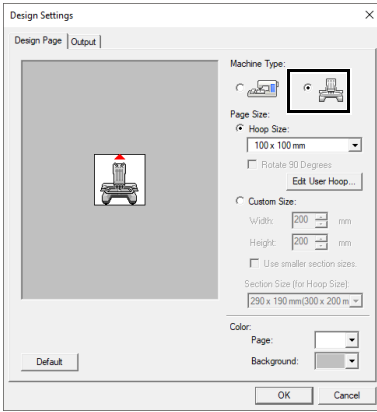 Design Settings
Design Page
Output
Machine Type:
Page Size:
Hoop Size:
100 x 100 mm
Rotate 90 Degrees
Edit User Hoop...
Custom Size:
Width: 200 mm
Height: 200 mm
Use smaller section sizes.
Section Size (for Hoop Size):
290 x 190 mm(300 x 200 m
Color:
Page:
Background:
Default
OK
Cancel